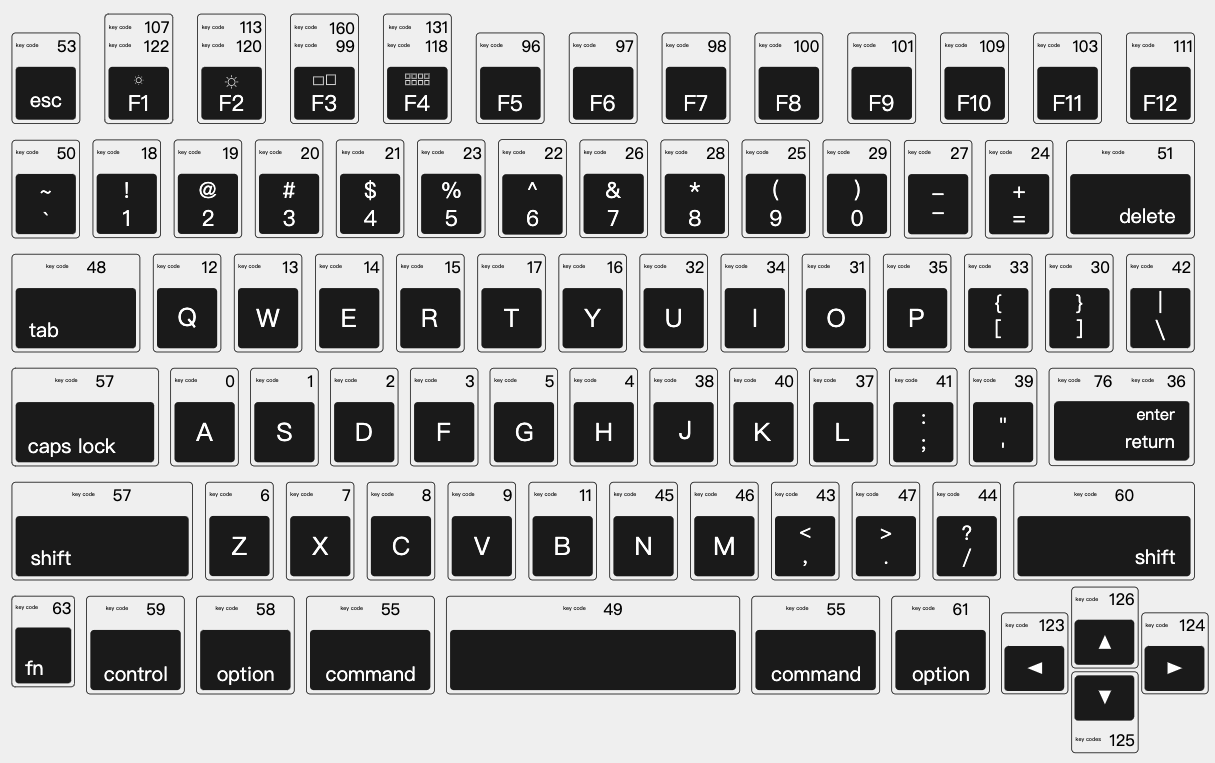 key code 107 key code 113 key code 160 key code 131
key code 53 key code 122 key code 120 key code 99 key code 118 key code 96 key code 97 key code 98 key code 100 key code 101 key code 109 key code 103 key code 111
esc F1 F2 F3 F4 F5 F6 F7 F8 F9 F10 F11 F12
key code 50 key code 18 key code 19 key code 20 key code 21 key code 23 key code 22 key code 26 key code 28 key code 25 key code 29 key code 27 key code 24 key code 51
~ ! @ # $ % ^ & * ( ) – +
` 1 2 3 4 5 6 7 8 9 0 – = delete
key code 48 key code 12 key code 13 key code 14 key code 15 key code 17 key code 16 key code 32 key code 34 key code 31 key code 35 key code 33 key code 30 key code 42
{ } |
tab Q W E R T Y U I O P [ ] \
key code 57 key code 0 key code 1 key code 2 key code 3 key code 5 key code 4 key code 38 key code 40 key code 37 key code 41 key code 39 key code 76 key code 36
: " enter
caps lock A S D F G H J K L ; ' return
key code 57 key code 6 key code 7 key code 8 key code 9 key code 11 key code 45 key code 46 key code 43 key code 47 key code 44 key code 60
< > ?
shift Z X C V B N M , . / shift
key code 63 key code 59 key code 58 key code 55 key code 49 key code 55 key code 61 key code 123 key code 126 key code 124
fn control option command command option ◀ ▲ ▶
▼
key codes 125